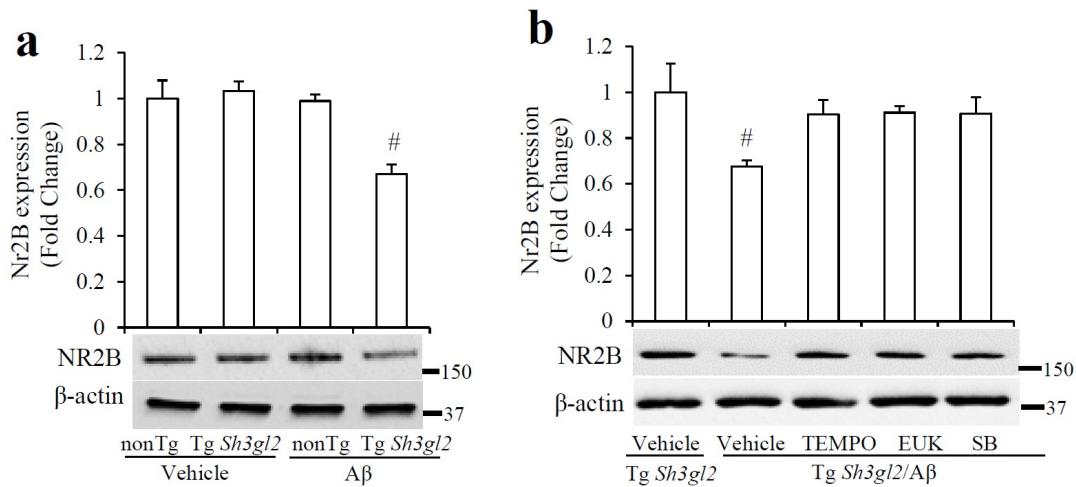 a
1.2
1
0.8
0.6
0.4
0.2
0
Nr2B expression
(Fold Change)
#
NR2B
150
β-actin
37
nonTg Tg Sh3gl2 nonTg Tg Sh3gl2
Vehicle Aβ
b
1.2
1
0.8
0.6
0.4
0.2
0
Nr2B expression
(Fold Change)
#
NR2B
150
β-actin
37
Vehicle Vehicle TEMPO EUK SB
Tg Sh3gl2 Tg Sh3gl2/Aβ